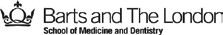 Barts and The London
School of Medicine and Dentistry